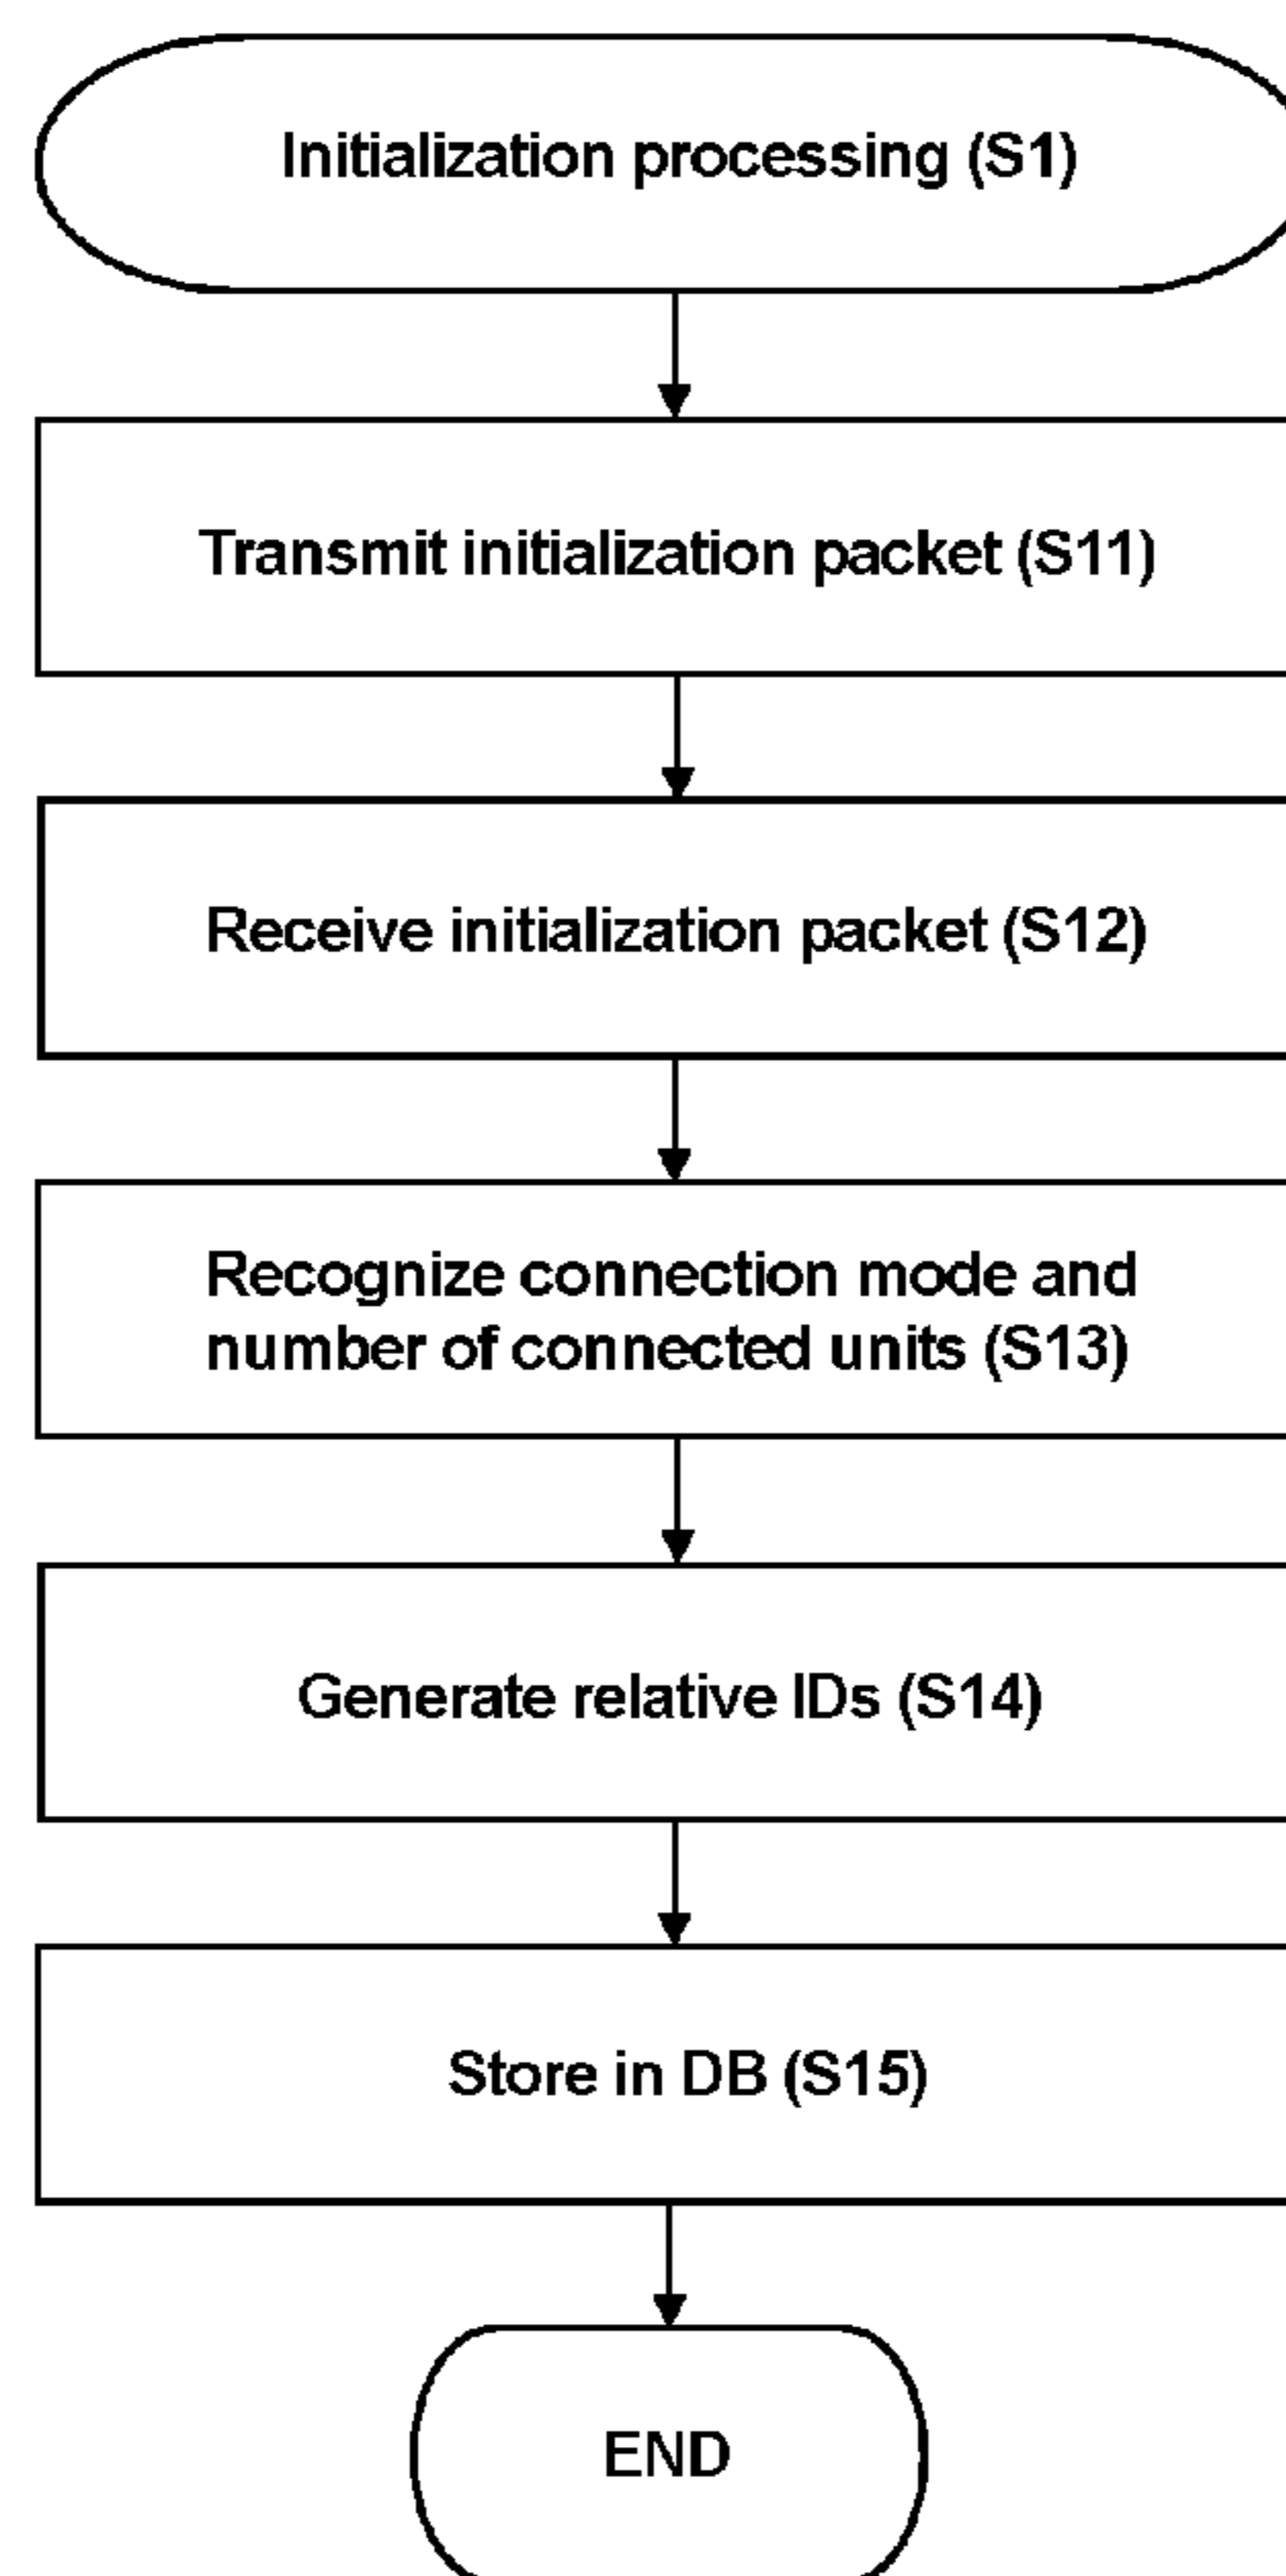 Initialization processing (S1)
Transmit initialization packet (S11)
Receive initialization packet (S12)
Recognize connection mode and
number of connected units (S13)
Generate relative IDs (S14)
Store in DB (S15)
END